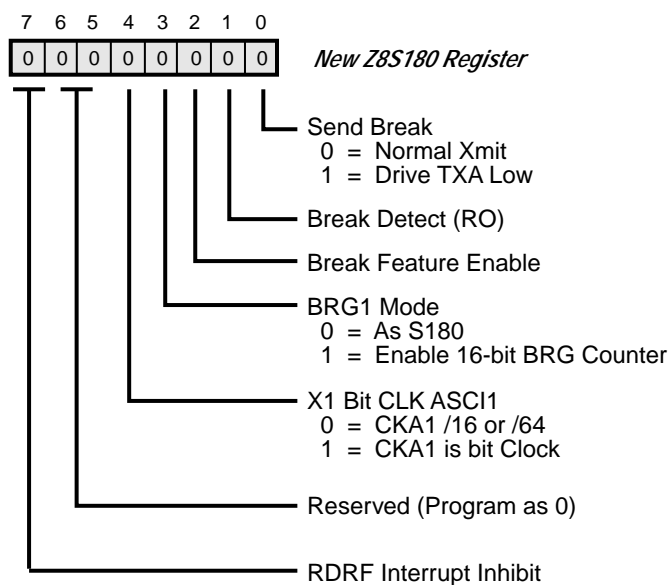 7 6 5 4 3 2 1 0
0 0 0 0 0 0 0 0
New Z8S180 Register
Send Break
0 = Normal Xmit
1 = Drive TXA Low
Break Detect (RO)
Break Feature Enable
BRG1 Mode
0 = As S180
1 = Enable 16-bit BRG Counter
X1 Bit CLK ASCI1
0 = CKA1 /16 or /64
1 = CKA1 is bit Clock
Reserved (Program as 0)
RDRF Interrupt Inhibit